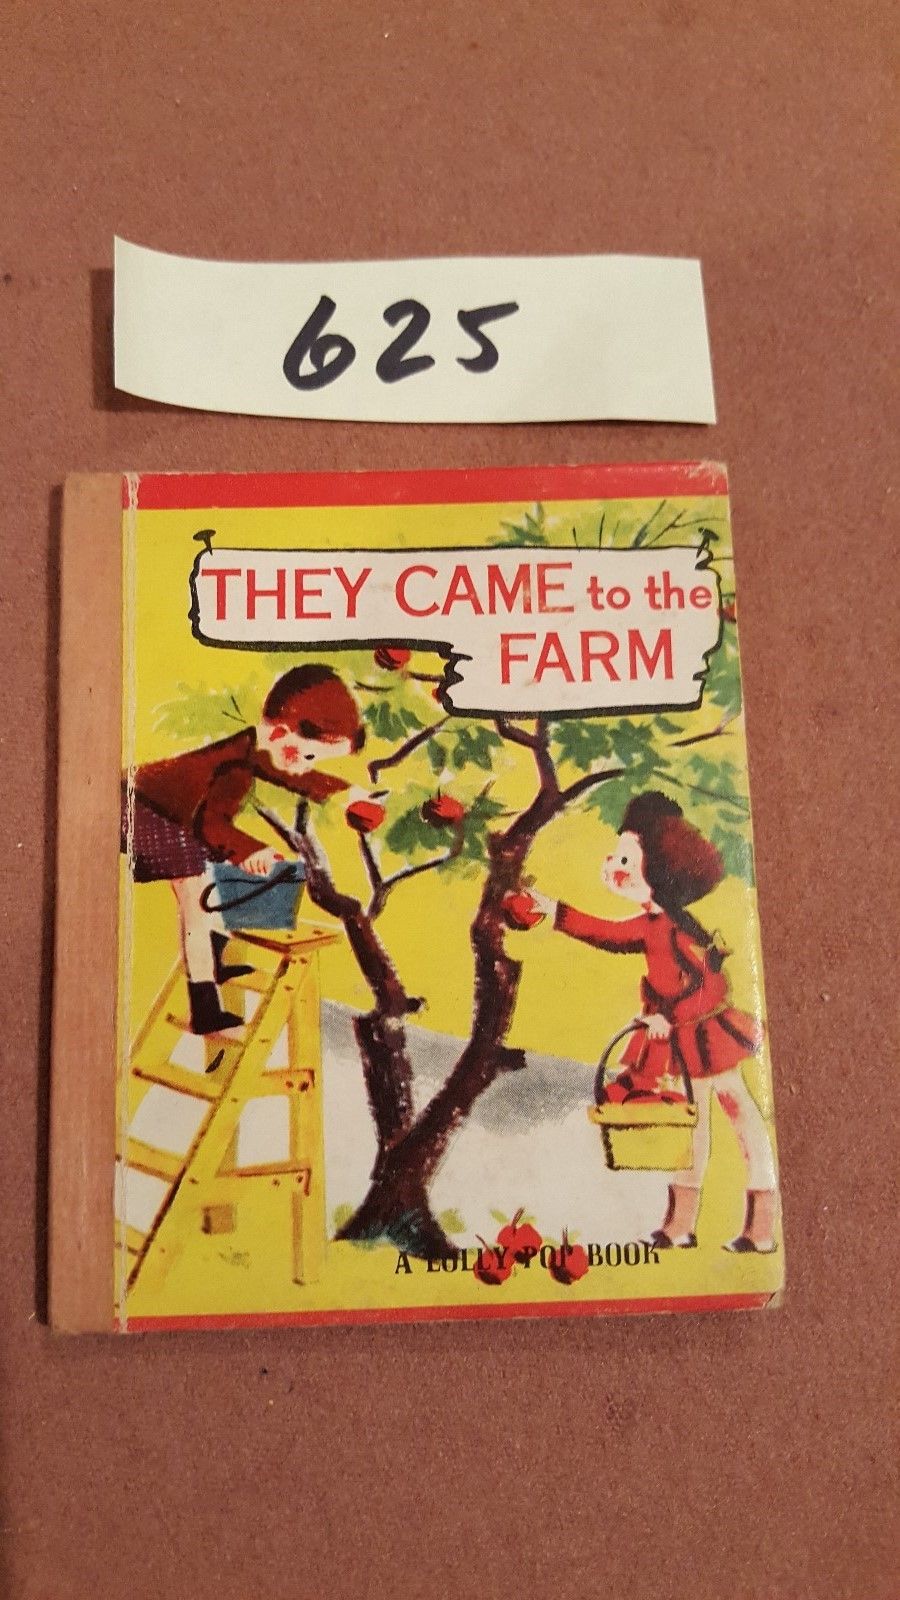 625
THEY CAME to the
FARM
A LOLLY POP BOOK